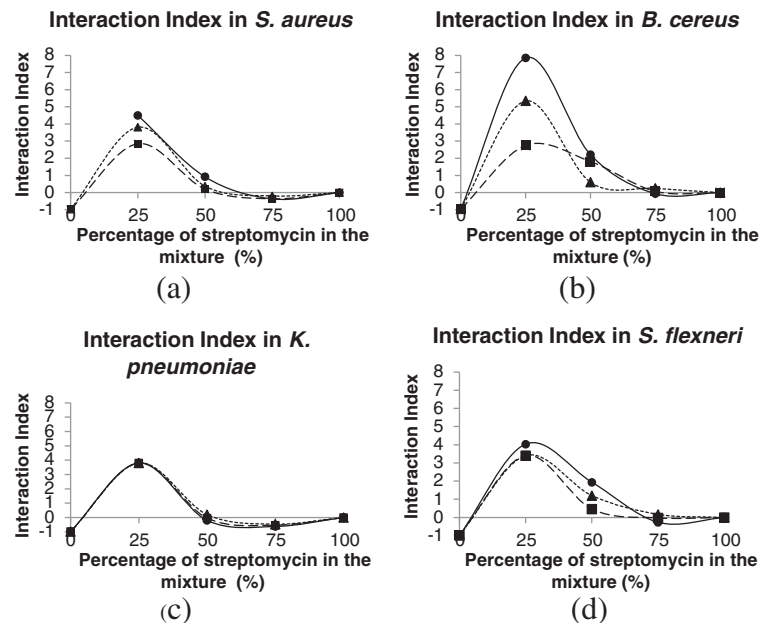 Interaction Index in S. aureus
Interaction Index
8
7
6
5
4
3
2
1
0
-1
0
25
50
75
100
Percentage of streptomycin in the
mixture (%)
(a)
Interaction Index in B. cereus
Interaction Index
8
7
6
5
4
3
2
1
0
-1
0
25
50
75
100
Percentage of streptomycin in the
mixture (%)
(b)
Interaction Index in K.
pneumoniae
Interaction Index
8
7
6
5
4
3
2
1
0
-1
0
25
50
75
100
Percentage of streptomycin in the
mixture (%)
(c)
Interaction Index in S. flexneri
Interaction Index
8
7
6
5
4
3
2
1
0
-1
0
25
50
75
100
Percentage of streptomycin in the
mixture (%)
(d)